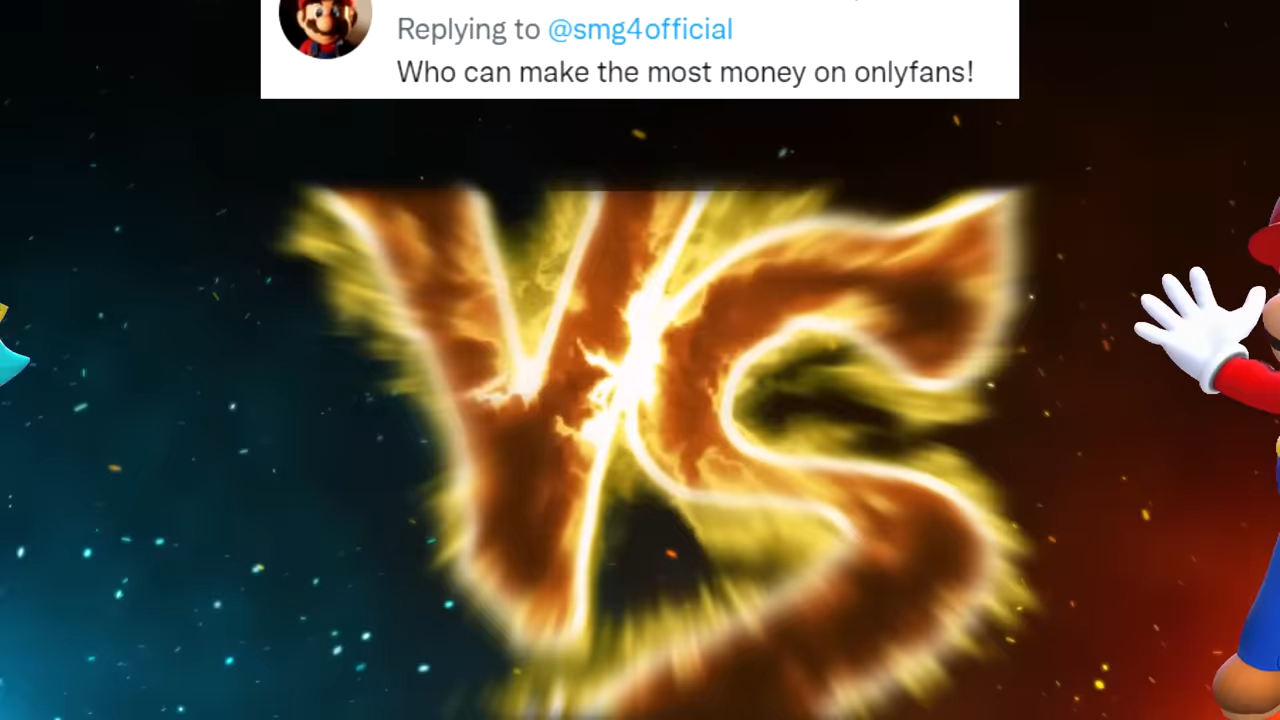 Replying to @smg4official
Who can make the most money on onlyfans!
VS